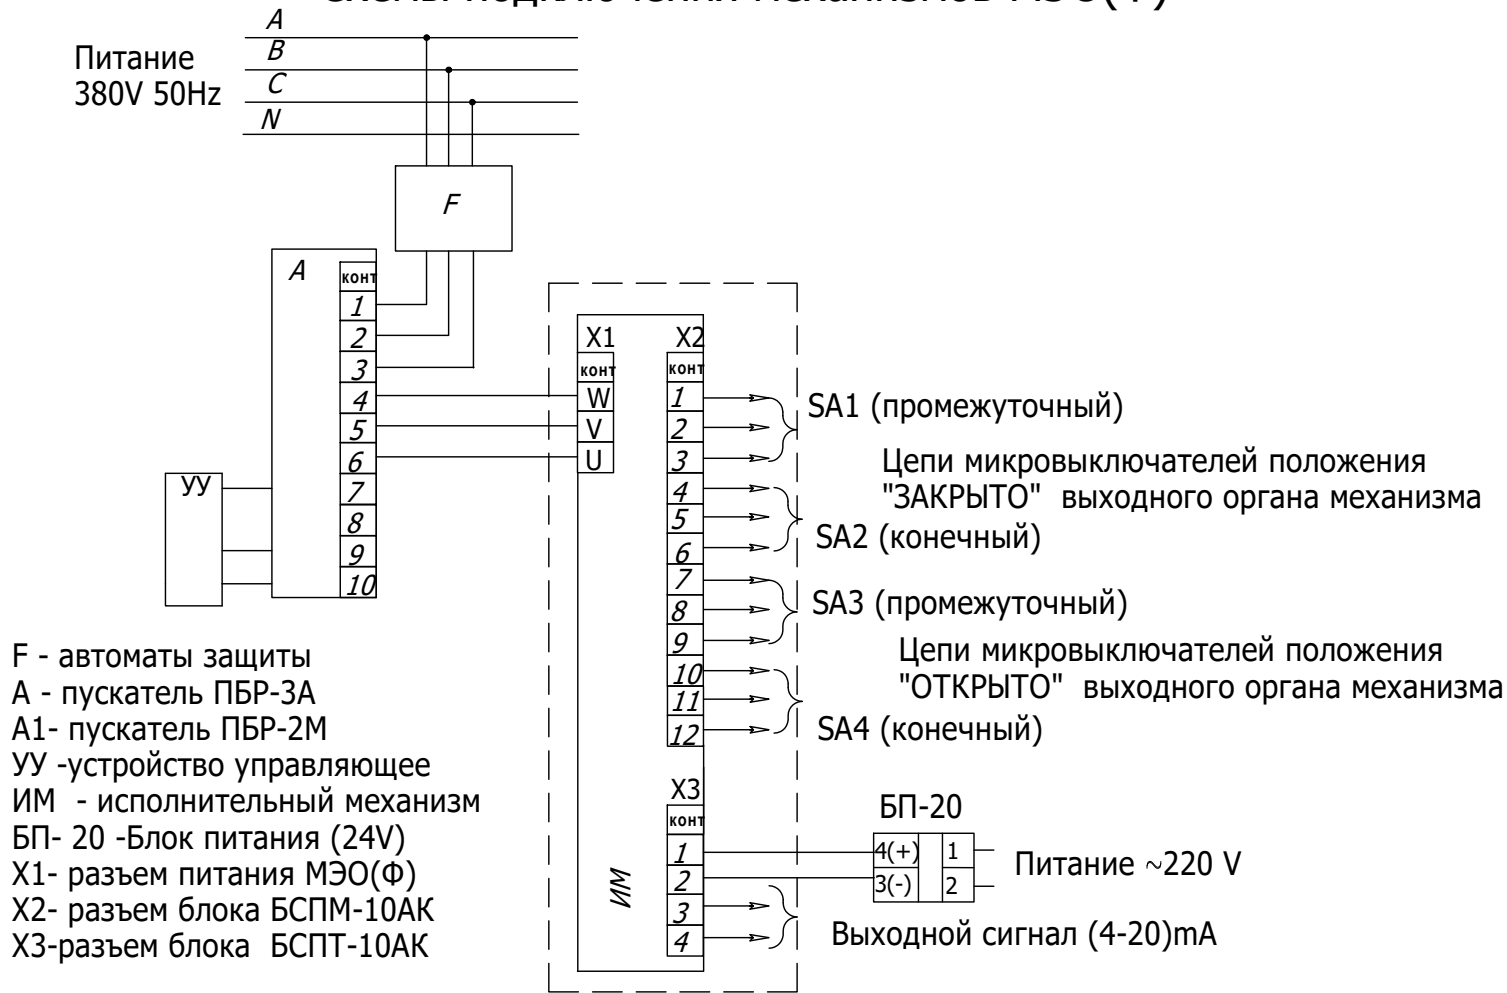 A
B
C
N
Питание
380V 50Hz
F
A
конт
1
2
3
4
5
6
7
8
9
10
УУ
X1
конт
W
V
U
X2
конт
1
2
3
4
5
6
7
8
9
10
11
12
SA1 (промежуточный)
Цепи микровыключателей положения
"ЗАКРЫТО" выходного органа механизма
SA2 (конечный)
SA3 (промежуточный)
Цепи микровыключателей положения
"ОТКРЫТО" выходного органа механизма
SA4 (конечный)
X3
конт
1
2
3
4
ИМ
БП-20
4(+) 1
3(-) 2
Питание ~220 V
Выходной сигнал (4-20)mA
F - автоматы защиты
А - пускатель ПБР-3А
А1- пускатель ПБР-2М
УУ -устройство управляющее
ИМ - исполнительный механизм
БП- 20 -Блок питания (24V)
X1- разъем питания МЭО(Ф)
X2- разъем блока БСПМ-10АК
X3-разъем блока БСПТ-10АК